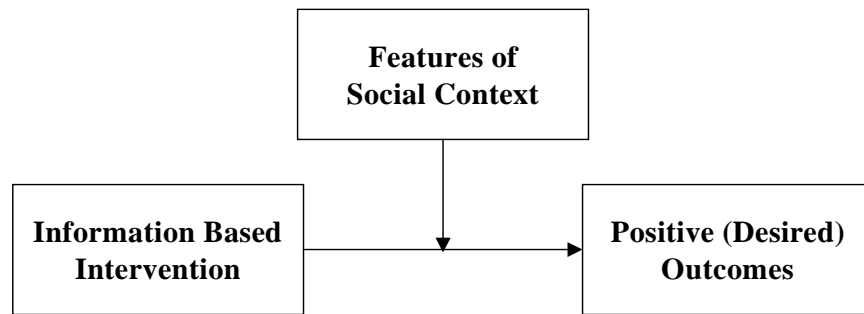 Features of
Social Context
Information Based
Intervention
Positive (Desired)
Outcomes